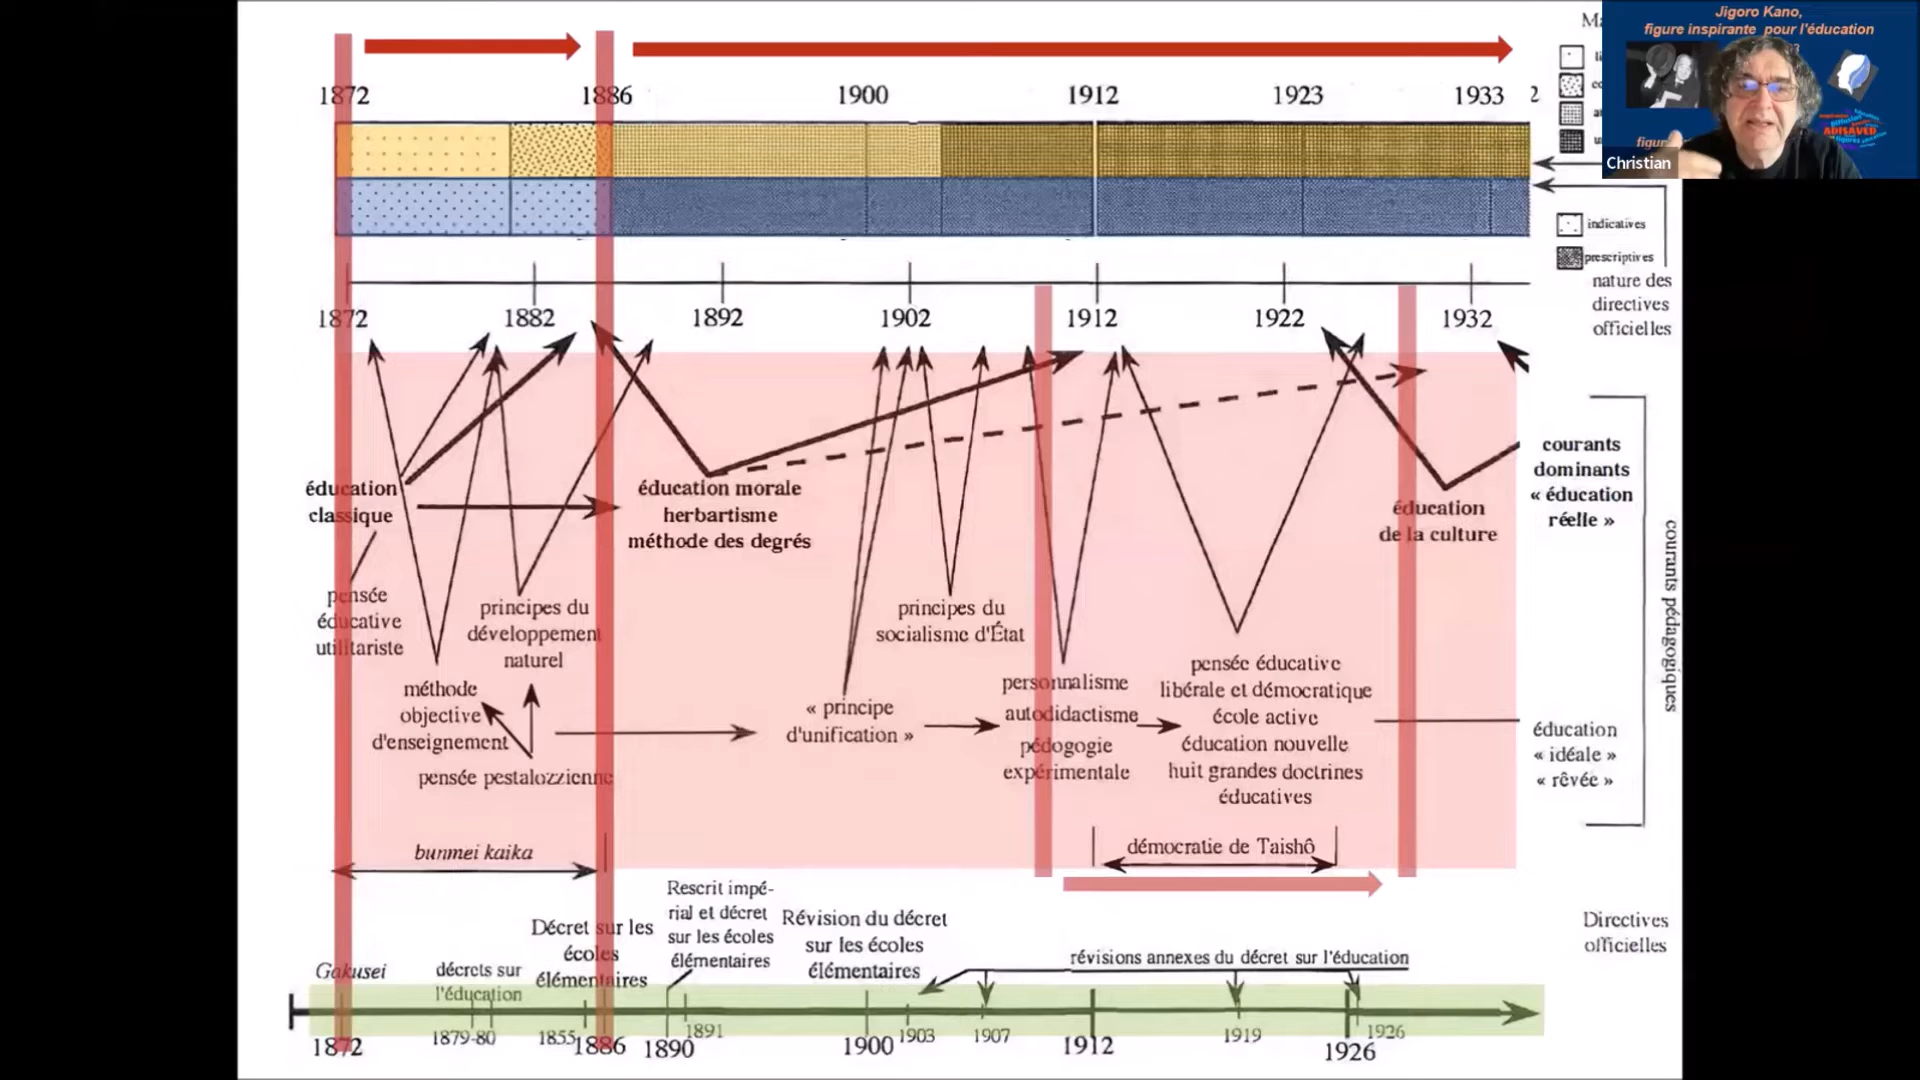 Jigoro Kano,
figure inspirante pour l'éducation
Christian
ADISAVED
1872
1886
1900
1912
1923
1933
2
indicatives
prescriptives
nature des
directives
officielles
1872
1882
1892
1902
1912
1922
1932
courants
dominants
« éducation
réelle »
éducation
classique
éducation morale
herbartisme
méthode des degrés
éducation
de la culture
pensée
éducative
utilitariste
principes du
développement
naturel
principes du
socialisme d'État
méthode
objective
d'enseignement
pensée pestalozzienne
« principe
d'unification »
personnalisme
autodidactisme
pédogogie
expérimentale
pensée éducative
libérale et démocratique
école active
éducation nouvelle
huit grandes doctrines
éducatives
éducation
« idéale »
« rêvée »
courants pédagogiques
bunmei kaika
démocratie de Taishô
Gakusei
décrets sur
l'éducation
Décret sur les
écoles
élémentaires
Rescrit impé-
rial et décret
sur les écoles
élémentaires
Révision du décret
sur les écoles
élémentaires
révisions annexes du décret sur l'éducation
Directives
officielles
1872
1879-80
1855
1886
1890
1891
1900
1903
1907
1912
1919
1926
1926